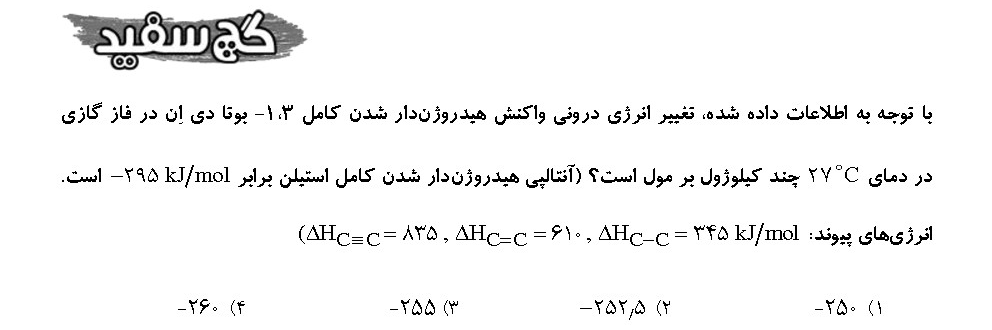 گچ سفید
با توجه به اطلاعات داده شده، تغییر انرژی درونی واکنش هیدروژن‌دار شدن کامل ۱،۳- بوتا دی اِن در فاز گازی
در دمای ۲۷°C چند کیلوژول بر مول است؟ (آنتالپی هیدروژن‌دار شدن کامل استیلن برابر ۲۹۵ kJ/mol− است.
انرژی‌های پیوند: ΔH_C≡C = ۸۳۵ , ΔH_C=C = ۶۱۰ , ΔH_C−C = ۳۴۵ kJ/mol)
۱) ۲۵۰- ۲) ۲۵۲٫۵− ۳) ۲۵۵- ۴) ۲۶۰-